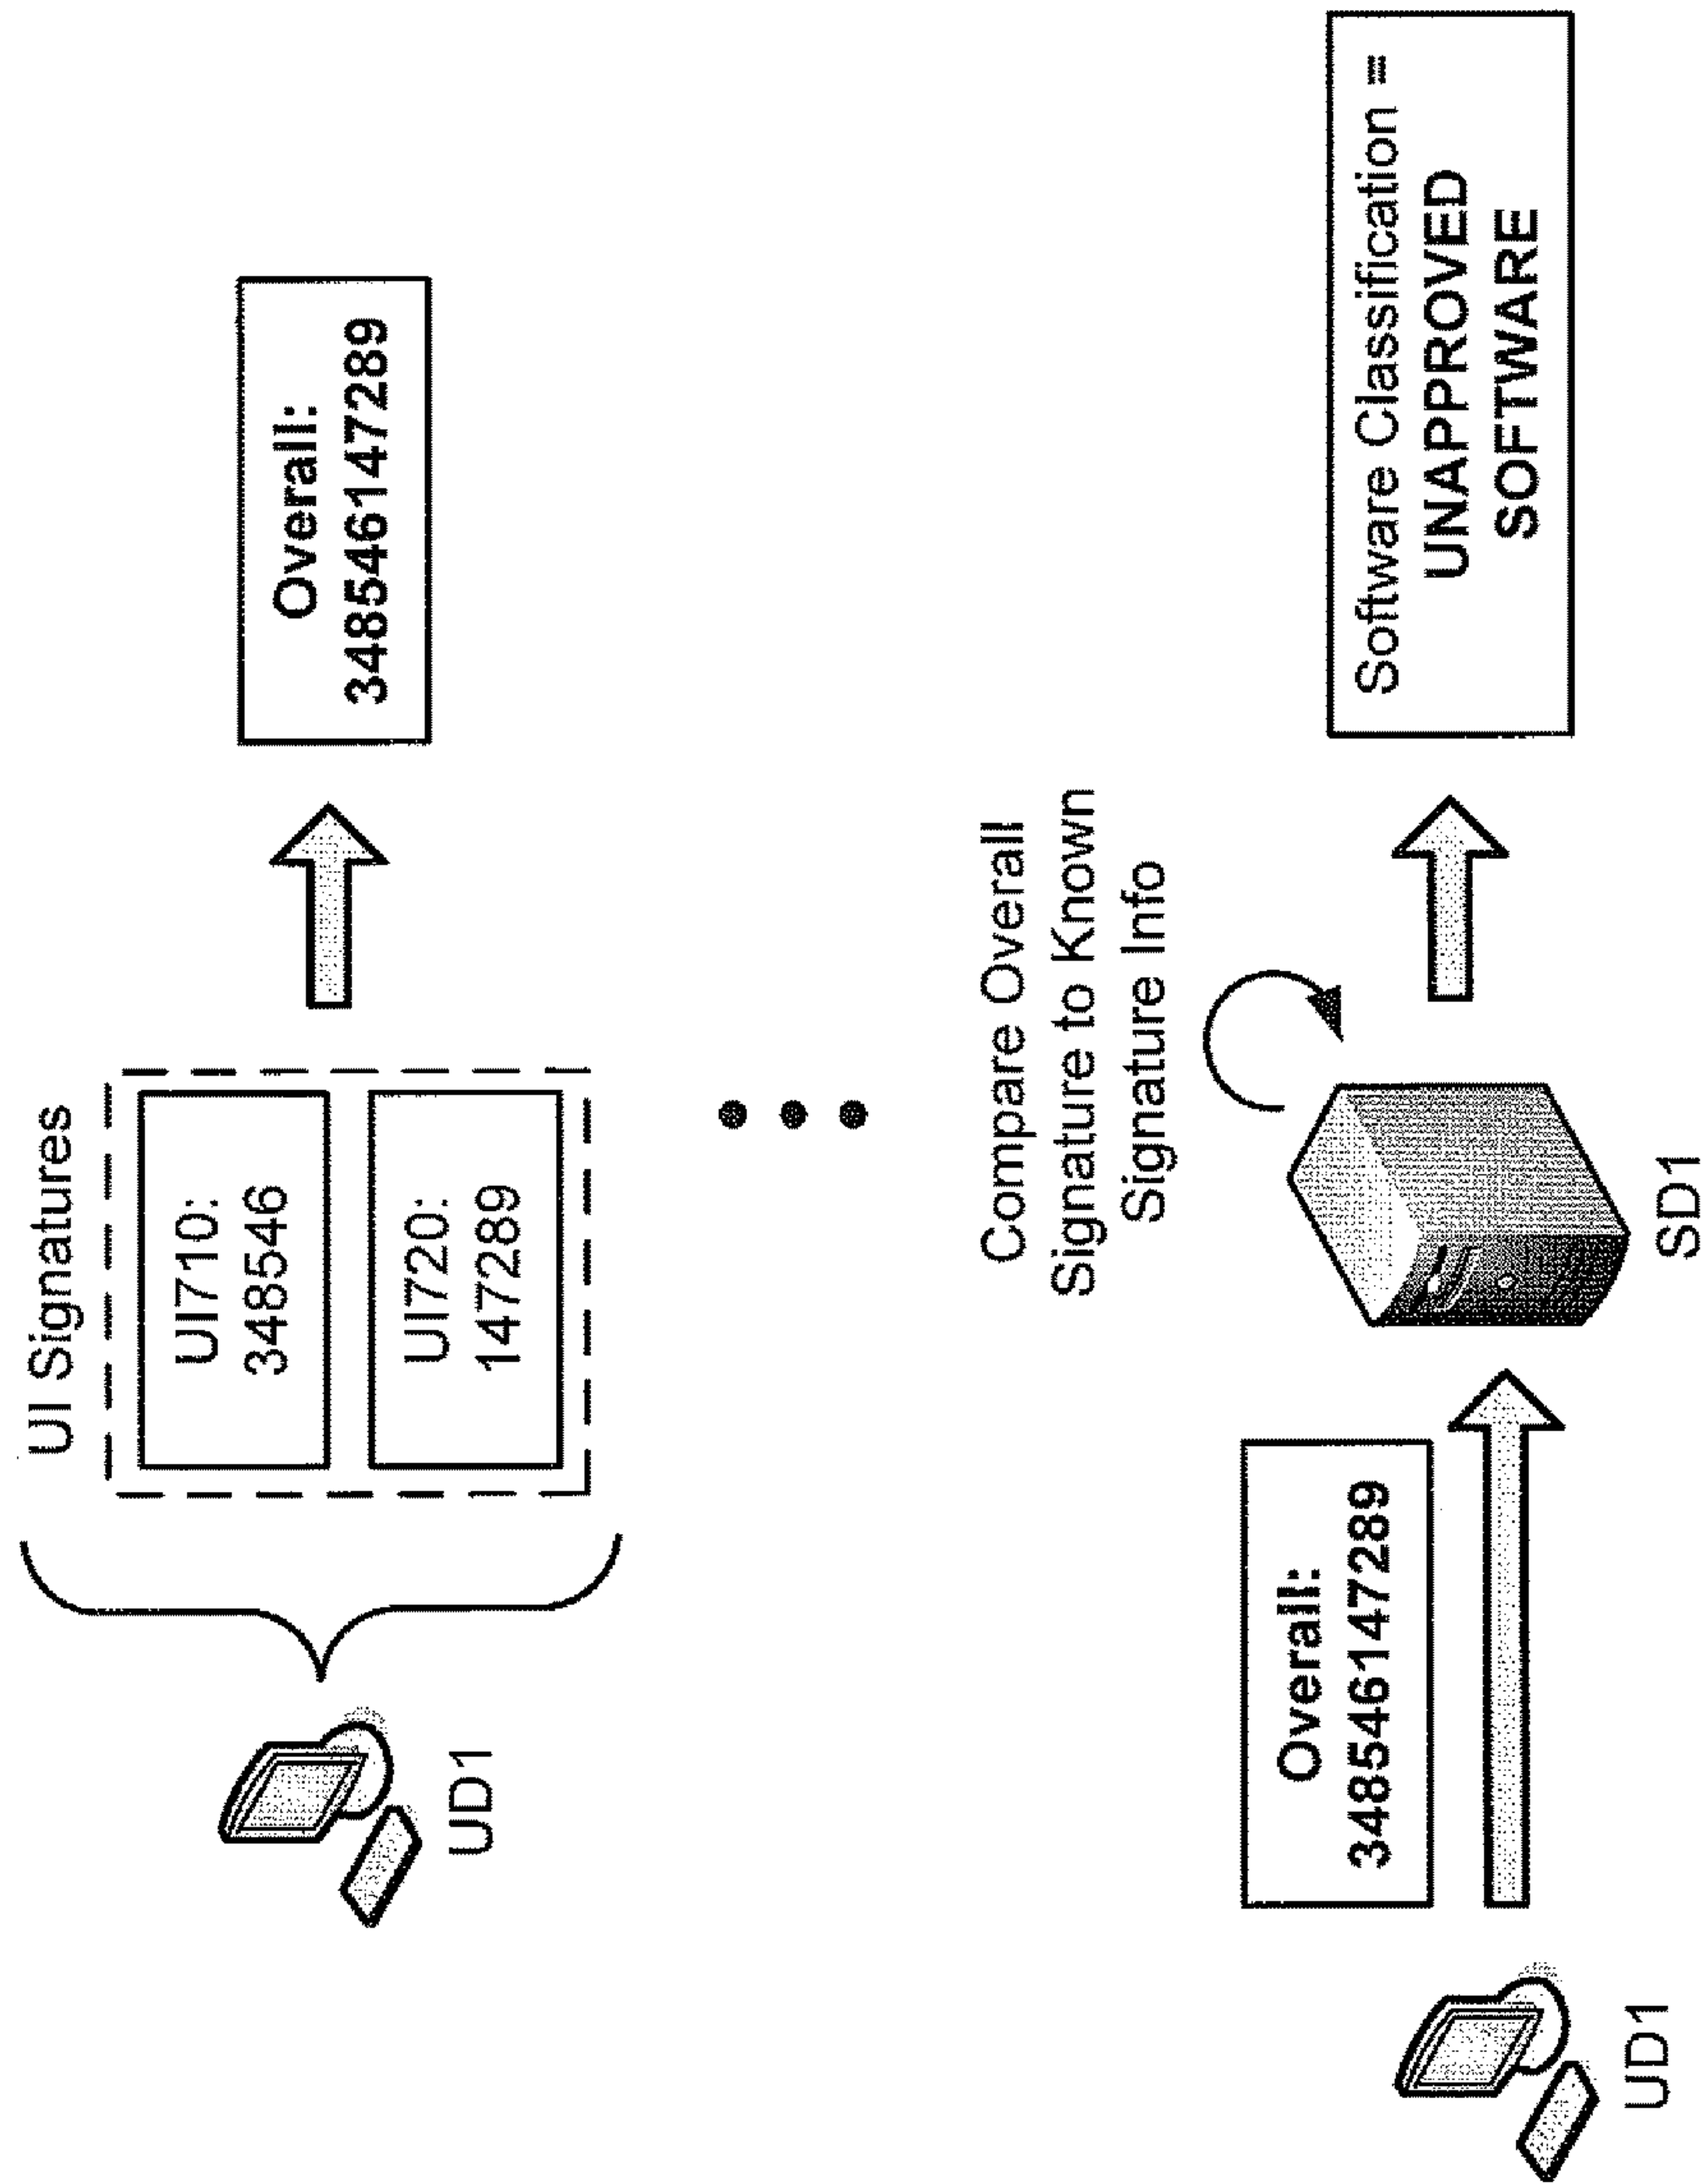 UI Signatures
UD1
UI710:
348546
UI720:
147289
Overall:
348546147289
UD1
Overall:
348546147289
SD1
Compare Overall
Signature to Known
Signature Info
Software Classification =
UNAPPROVED
SOFTWARE